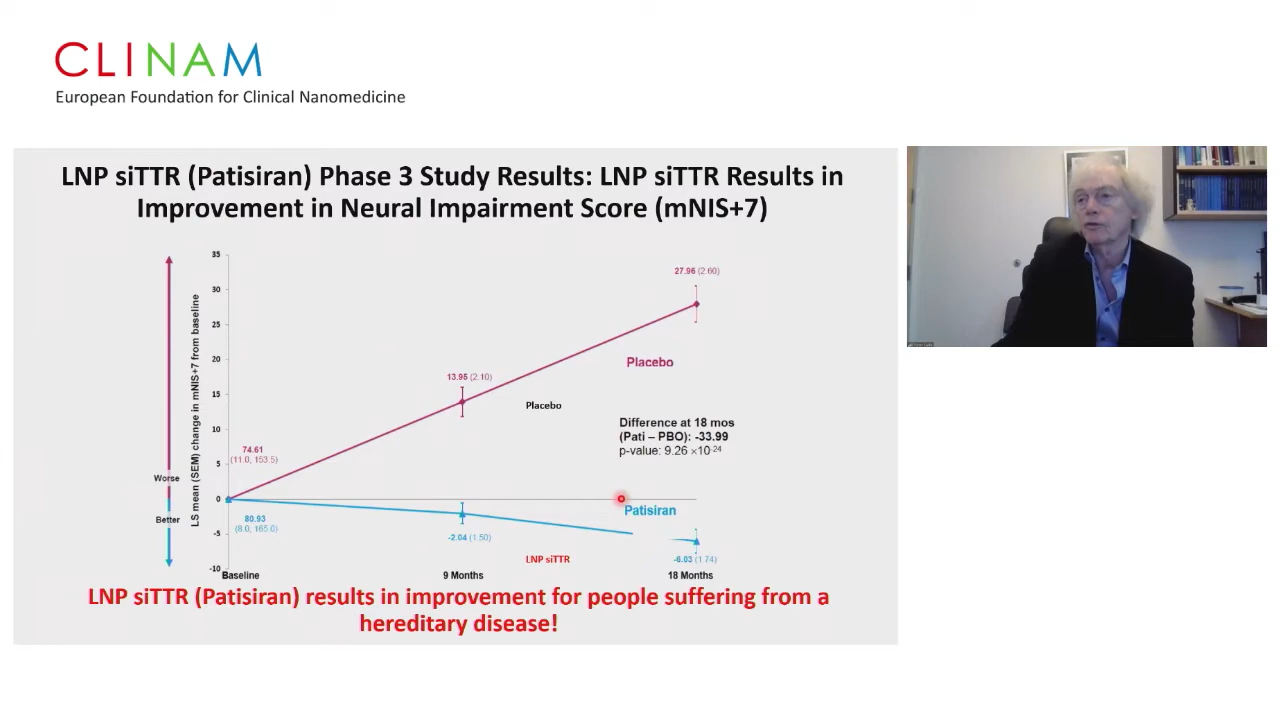 CLINAM
European Foundation for Clinical Nanomedicine
LNP siTTR (Patisiran) Phase 3 Study Results: LNP siTTR Results in
Improvement in Neural Impairment Score (mNIS+7)
LS mean (SEM) change in mNIS+7 from baseline
35
30
25
20
15
10
5
0
-5
-10
Worse
Better
74.61
(11.0, 153.5)
80.93
(8.0, 165.0)
13.95 (2.10)
27.96 (2.60)
Placebo
Placebo
Difference at 18 mos
(Pati – PBO): -33.99
p-value: 9.26 ×10-24
Patisiran
-2.04 (1.50)
LNP siTTR
-6.03 (1.74)
Baseline
9 Months
18 Months
LNP siTTR (Patisiran) results in improvement for people suffering from a
hereditary disease!